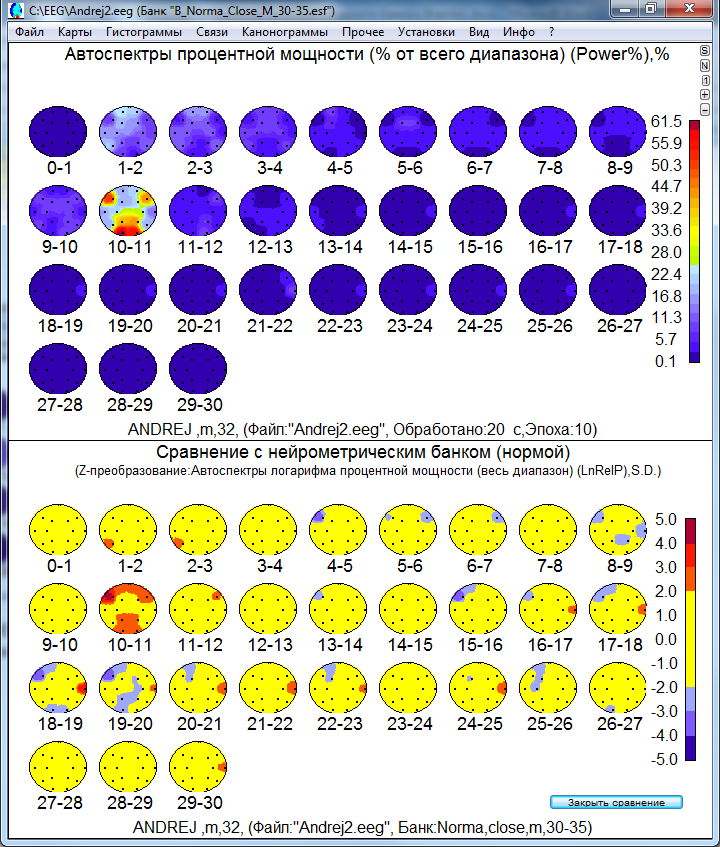 C:\EEG\Andrej2.eeg (Банк "B_Norma_Close_M_30-35.esf")
Файл Карты Гистограммы Связи Канонограммы Прочее Установки Вид Инфо ?
Автоспектры процентной мощности (% от всего диапазона) (Power%),%
S
N
1
+
−
0-1 1-2 2-3 3-4 4-5 5-6 6-7 7-8 8-9
9-10 10-11 11-12 12-13 13-14 14-15 15-16 16-17 17-18
18-19 19-20 20-21 21-22 22-23 23-24 24-25 25-26 26-27
27-28 28-29 29-30
61.5
55.9
50.3
44.7
39.2
33.6
28.0
22.4
16.8
11.3
5.7
0.1
ANDREJ ,m,32, (Файл:"Andrej2.eeg", Обработано:20 с,Эпоха:10)
Сравнение с нейрометрическим банком (нормой)
(Z-преобразование:Автоспектры логарифма процентной мощности (весь диапазон) (LnRelP),S.D.)
0-1 1-2 2-3 3-4 4-5 5-6 6-7 7-8 8-9
9-10 10-11 11-12 12-13 13-14 14-15 15-16 16-17 17-18
18-19 19-20 20-21 21-22 22-23 23-24 24-25 25-26 26-27
27-28 28-29 29-30
5.0
4.0
3.0
2.0
1.0
0.0
-1.0
-2.0
-3.0
-4.0
-5.0
Закрыть сравнение
ANDREJ ,m,32, (Файл:"Andrej2.eeg", Банк:Norma,close,m,30-35)